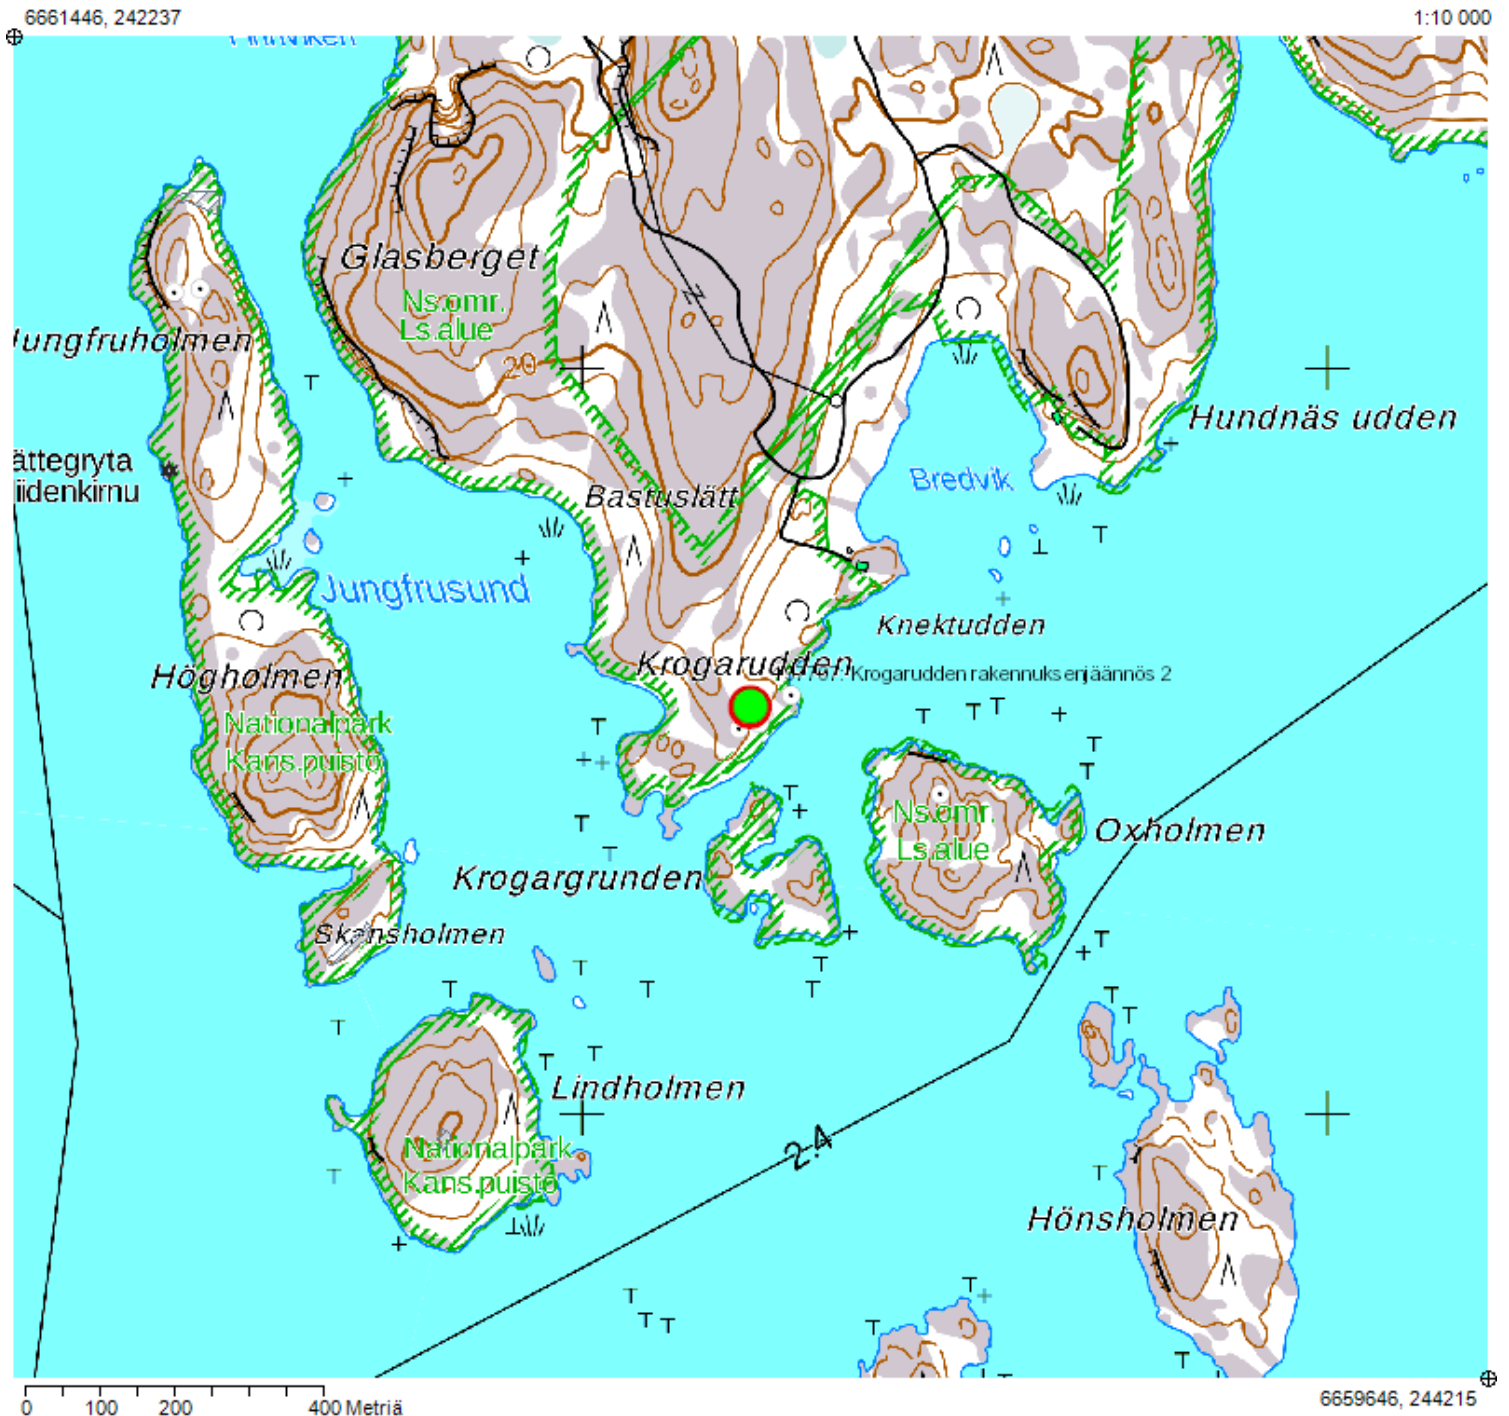 6661446, 242237
1:10 000
Glasberget
Ns.omr.
Ls.alue
Jungfruholmen
20
Hundnäs udden
ättegryta
iidenkirnu
Bredvik
Bastuslätt
Jungfrusund
Knektudden
Krogarudden
Krogarudden rakennuksenjäännös 2
Högholmen
Nationalpark
Kans.puisto
Ns.omr.
Ls.alue
Oxholmen
Krogargrunden
Skansholmen
Lindholmen
2.4
Nationalpark
Kans.puisto
Hönsholmen
0 100 200 400 Metriä
6659646, 244215